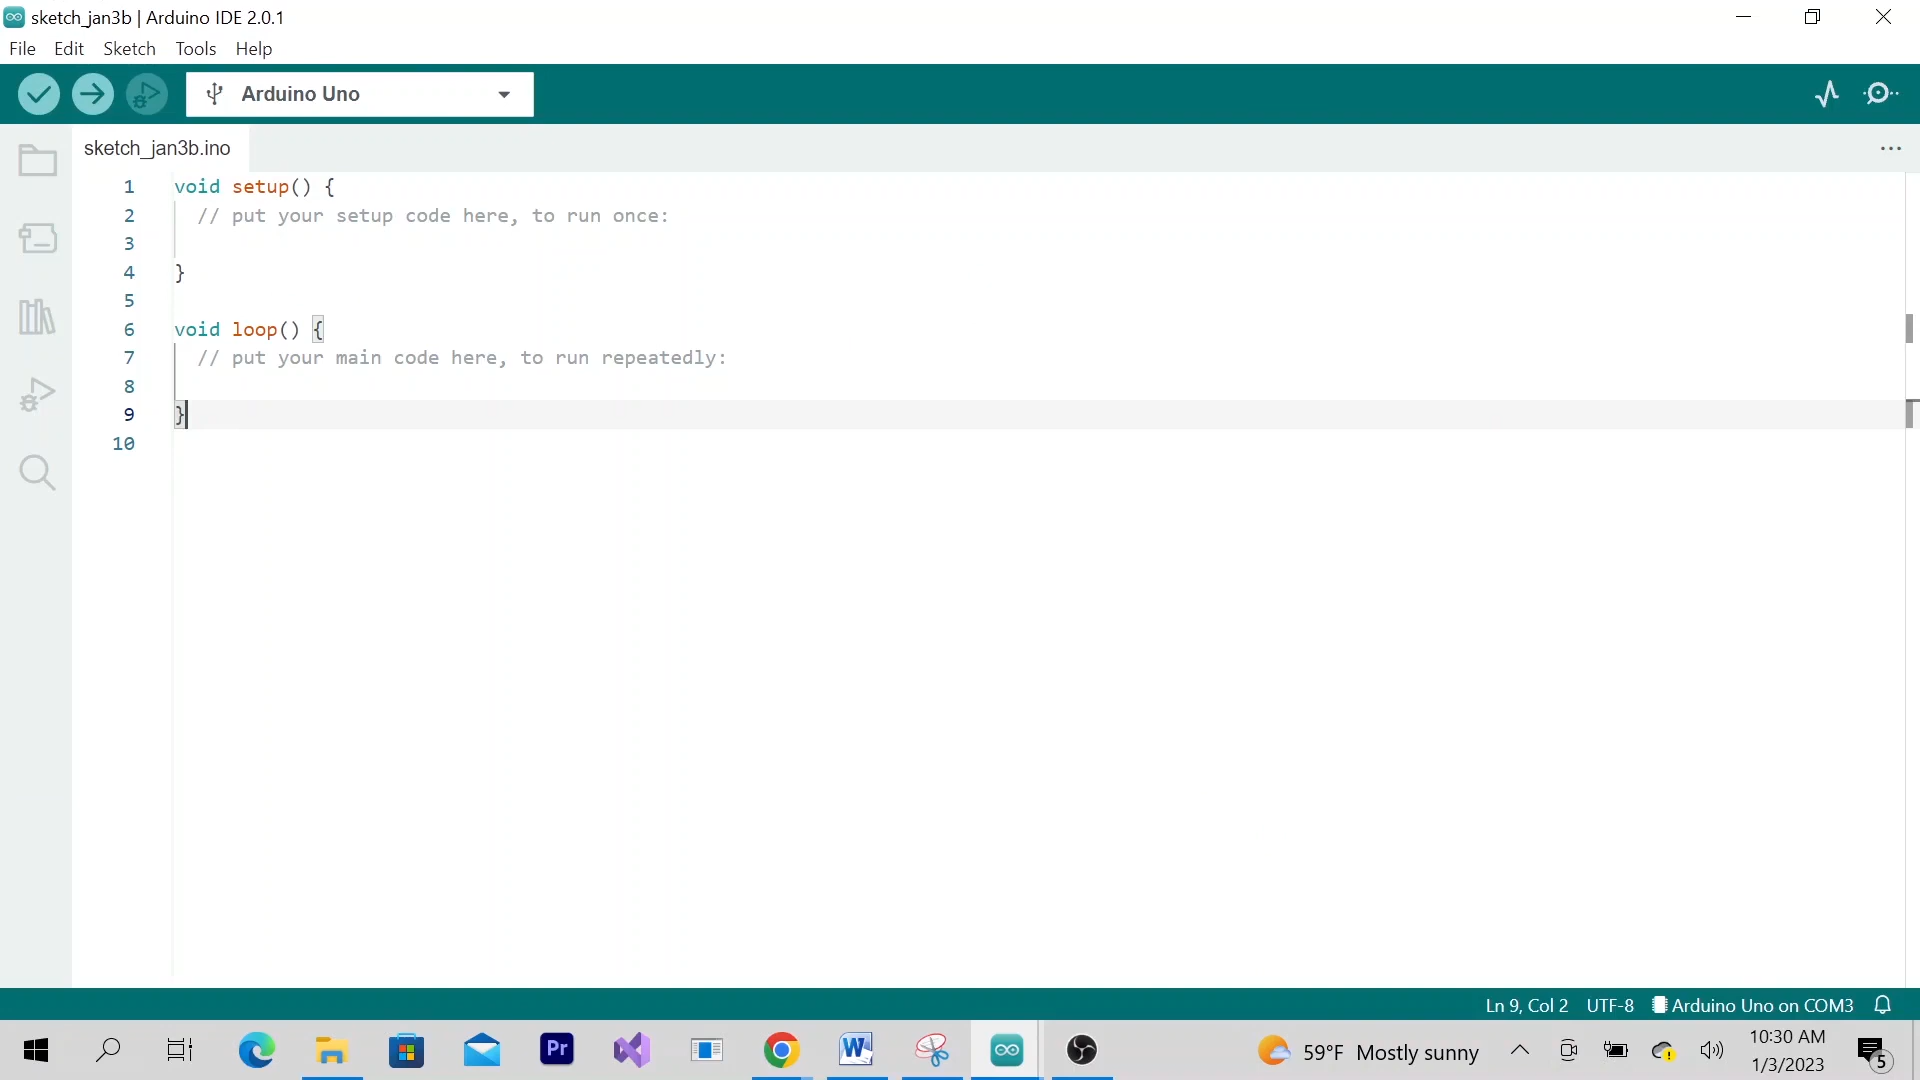 sketch_jan3b | Arduino IDE 2.0.1
File Edit Sketch Tools Help
Arduino Uno
sketch_jan3b.ino
1 void setup() {
2 // put your setup code here, to run once:
3
4 }
5
6 void loop() {
7 // put your main code here, to run repeatedly:
8
9 }
10
Ln 9, Col 2 UTF-8 Arduino Uno on COM3
Pr
W
59°F Mostly sunny
10:30 AM
1/3/2023
5